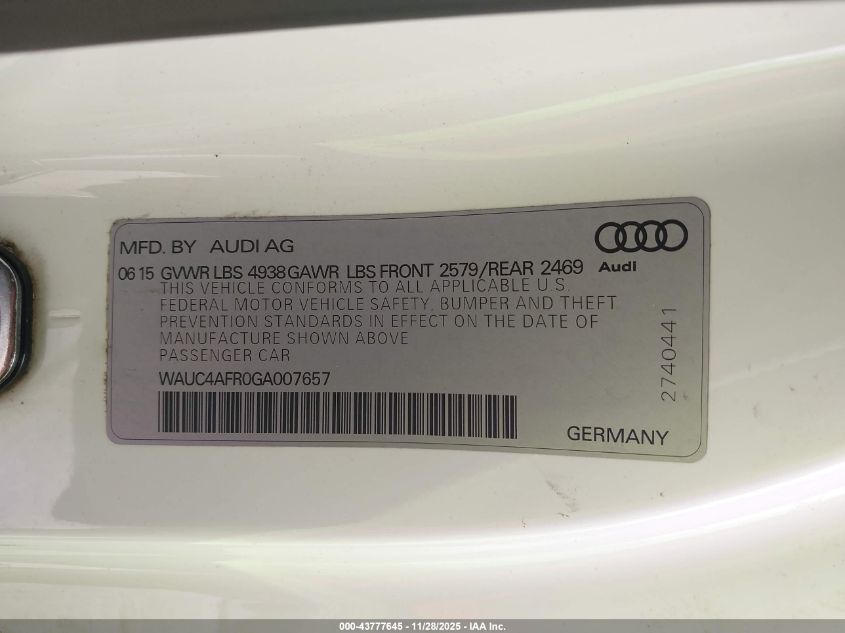 MFD. BY AUDI AG
06 15 GVWR LBS 4938 GAWR LBS FRONT 2579/REAR 2469
Audi
THIS VEHICLE CONFORMS TO ALL APPLICABLE U.S.
FEDERAL MOTOR VEHICLE SAFETY, BUMPER AND THEFT
PREVENTION STANDARDS IN EFFECT ON THE DATE OF
MANUFACTURE SHOWN ABOVE
PASSENGER CAR
WAUC4AFR0GA007657
2740441
GERMANY
000-43777645 - 11/28/2025 - IAA Inc.